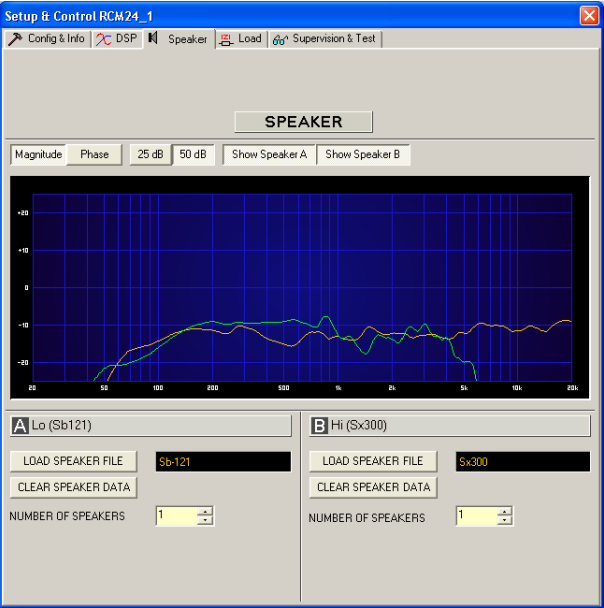 Setup & Control RCM24_1
Config & Info DSP Speaker Load Supervision & Test
SPEAKER
Magnitude Phase 25 dB 50 dB Show Speaker A Show Speaker B
+20
+10
0
-10
-20
20 50 100 200 500 1k 2k 5k 10k 20k
A Lo (Sb121)
LOAD SPEAKER FILE Sb-121
CLEAR SPEAKER DATA
NUMBER OF SPEAKERS 1
B Hi (Sx300)
LOAD SPEAKER FILE Sx300
CLEAR SPEAKER DATA
NUMBER OF SPEAKERS 1